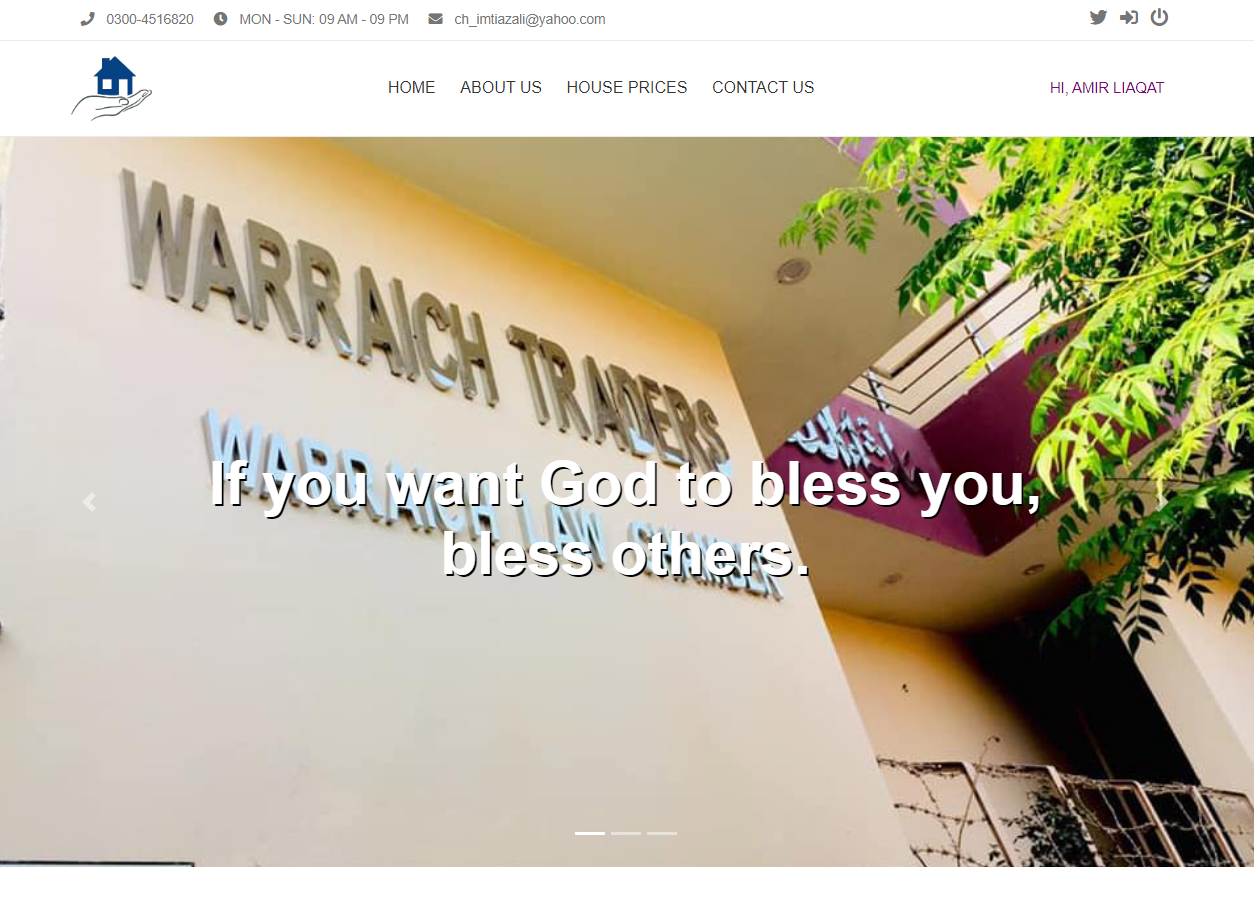 0300-4516820 MON - SUN: 09 AM - 09 PM ch_imtiazali@yahoo.com
HOME ABOUT US HOUSE PRICES CONTACT US HI, AMIR LIAQAT
WARRAICH TRADERS
WARRAICH LAW CHAMBER
If you want God to bless you,
bless others.